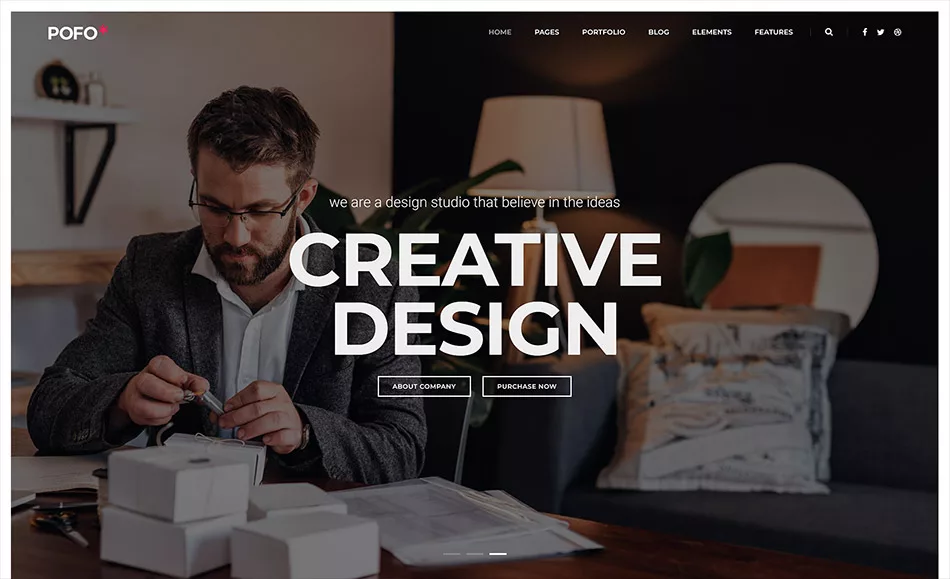 POFO
HOME PAGES PORTFOLIO BLOG ELEMENTS FEATURES
we are a design studio that believe in the ideas
CREATIVE
DESIGN
ABOUT COMPANY PURCHASE NOW